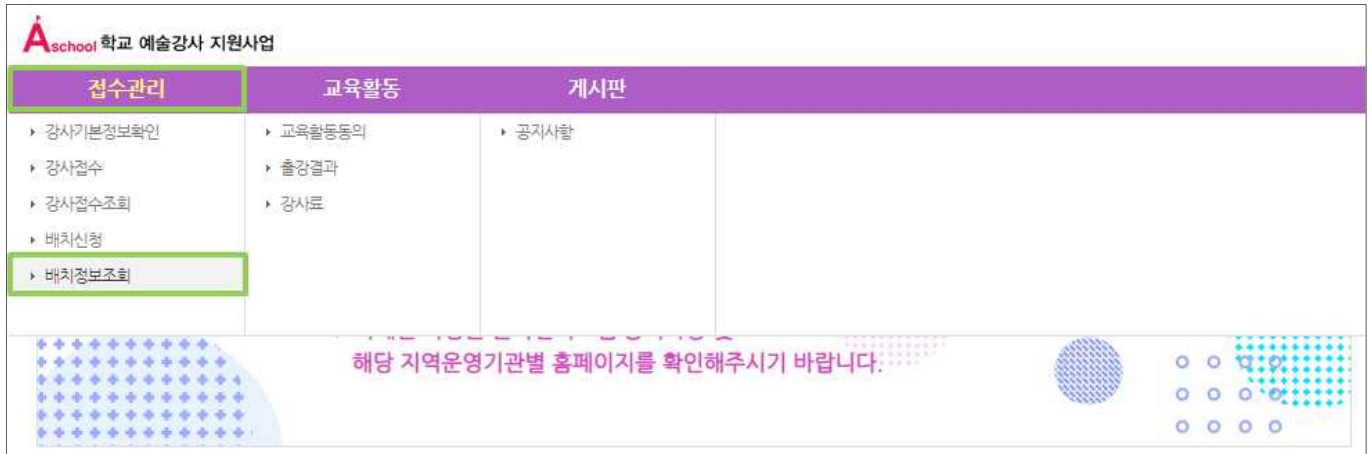 Aschool 학교 예술강사 지원사업
접수관리 교육활동 게시판
강사기본정보확인 교육활동동의 공지사항
강사접수 출강결과
강사접수조회 강사료
배치신청
배치정보조회
해당 지역운영기관별 홈페이지를 확인해주시기 바랍니다.